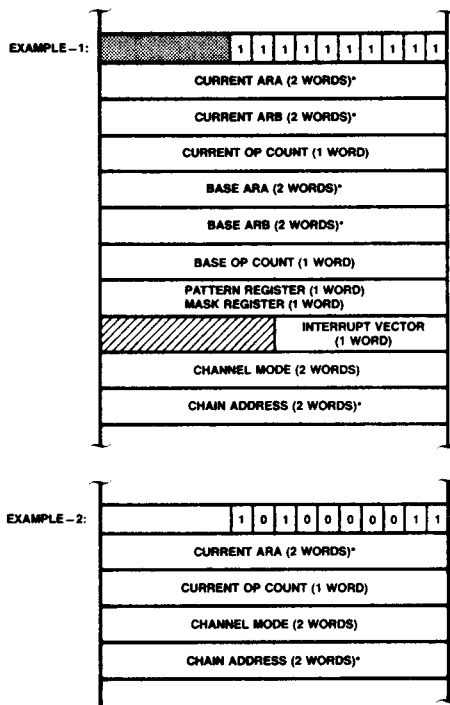 EXAMPLE–1: 1 1 1 1 1 1 1 1 1 1
CURRENT ARA (2 WORDS)*
CURRENT ARB (2 WORDS)*
CURRENT OP COUNT (1 WORD)
BASE ARA (2 WORDS)*
BASE ARB (2 WORDS)*
BASE OP COUNT (1 WORD)
PATTERN REGISTER (1 WORD)
MASK REGISTER (1 WORD)
INTERRUPT VECTOR
(1 WORD)
CHANNEL MODE (2 WORDS)
CHAIN ADDRESS (2 WORDS)*
EXAMPLE–2: 1 0 1 0 0 0 0 0 1 1
CURRENT ARA (2 WORDS)*
CURRENT OP COUNT (1 WORD)
CHANNEL MODE (2 WORDS)
CHAIN ADDRESS (2 WORDS)*